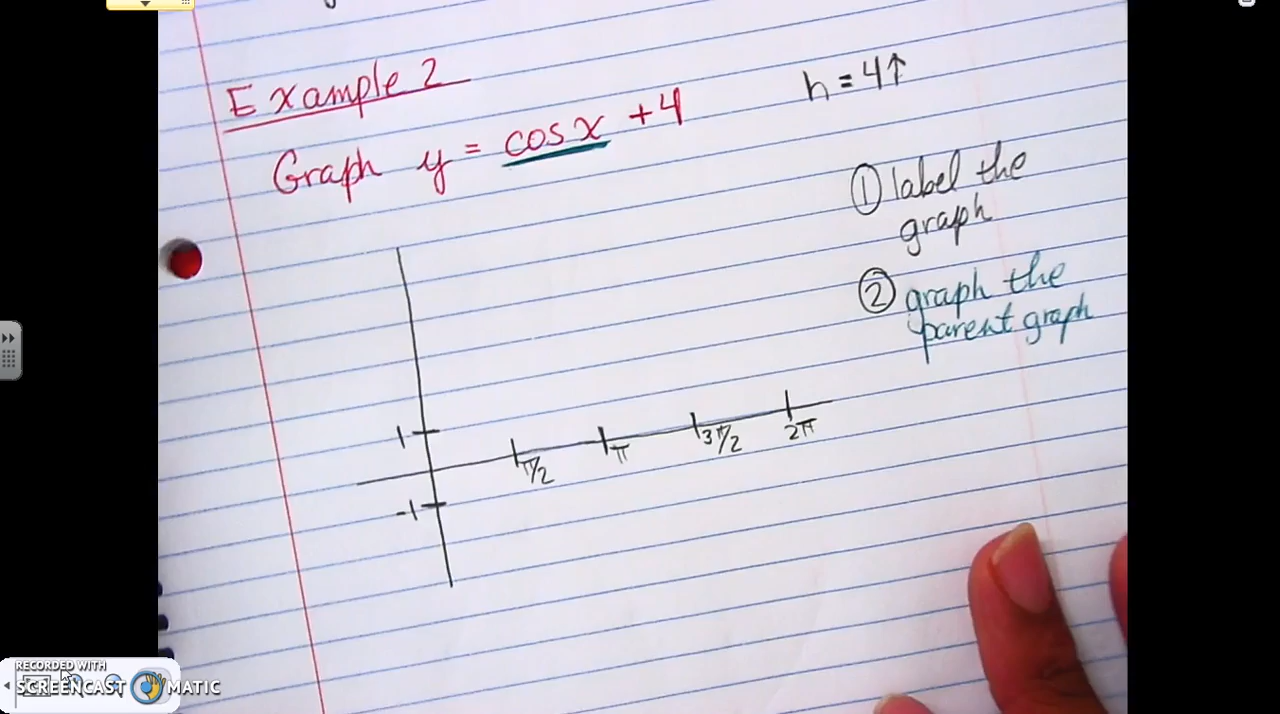 Example 2
Graph y = cos x + 4
h = 4↑
① label the
graph
② graph the
parent graph
1
-1
π/2
π
3π/2
2π
RECORDED WITH
SCREENCAST MATIC